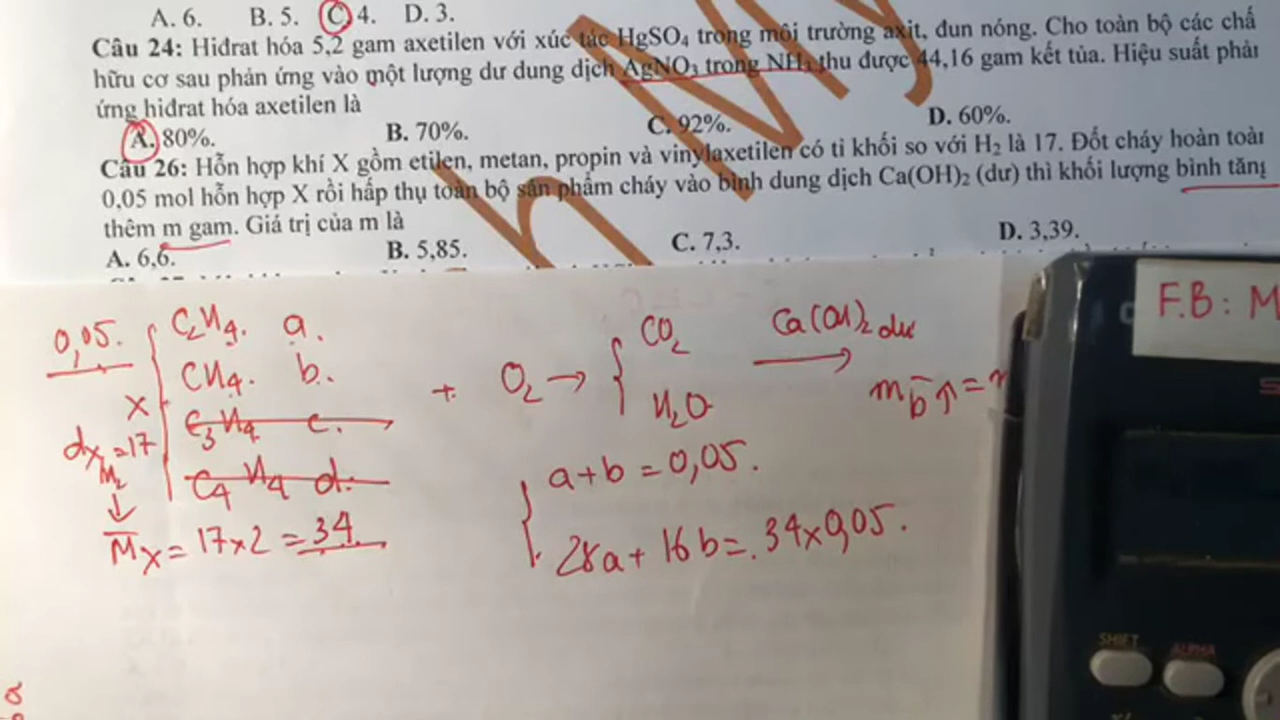 A. 6. B. 5. C. 4. D. 3.
Câu 24: Hiđrat hóa 5,2 gam axetilen với xúc tác HgSO4 trong môi trường axit, đun nóng. Cho toàn bộ các chấ
hữu cơ sau phản ứng vào một lượng dư dung dịch AgNO3 trong NH3 thu được 44,16 gam kết tủa. Hiệu suất phải
ứng hiđrat hóa axetilen là
A. 80%. B. 70%. C. 92%. D. 60%.
Câu 26: Hỗn hợp khí X gồm etilen, metan, propin và vinylaxetilen có tỉ khối so với H2 là 17. Đốt cháy hoàn toàn
0,05 mol hỗn hợp X rồi hấp thụ toàn bộ sản phẩm cháy vào bình dung dịch Ca(OH)2 (dư) thì khối lượng bình tăng
thêm m gam. Giá trị của m là
A. 6,6. B. 5,85. C. 7,3. D. 3,39.
0,05. C2H4. a.
CH4. b. + O2 → CO2 Ca(OH)2 dư
X C3H4 c. H2O m b ↑ =
dX = 17 C4H4 d.
H2
a + b = 0,05.
M̅X = 17x2 = 34.
28a + 16b = 34x0,05.
F.B: M
SHIFT ALPHA